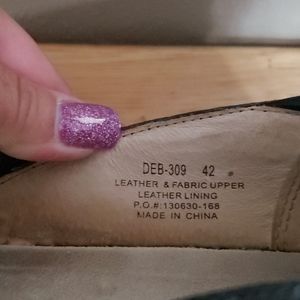 DEB-309 42
LEATHER & FABRIC UPPER
LEATHER LINING
P.O.#:130630-168
MADE IN CHINA